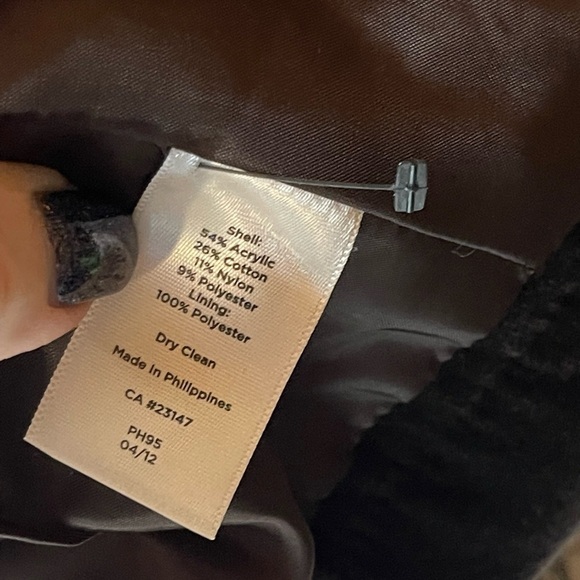 Shell:
54% Acrylic
26% Cotton
11% Nylon
9% Polyester
Lining:
100% Polyester
Dry Clean
Made in Philippines
CA #23147
PH95
04/12